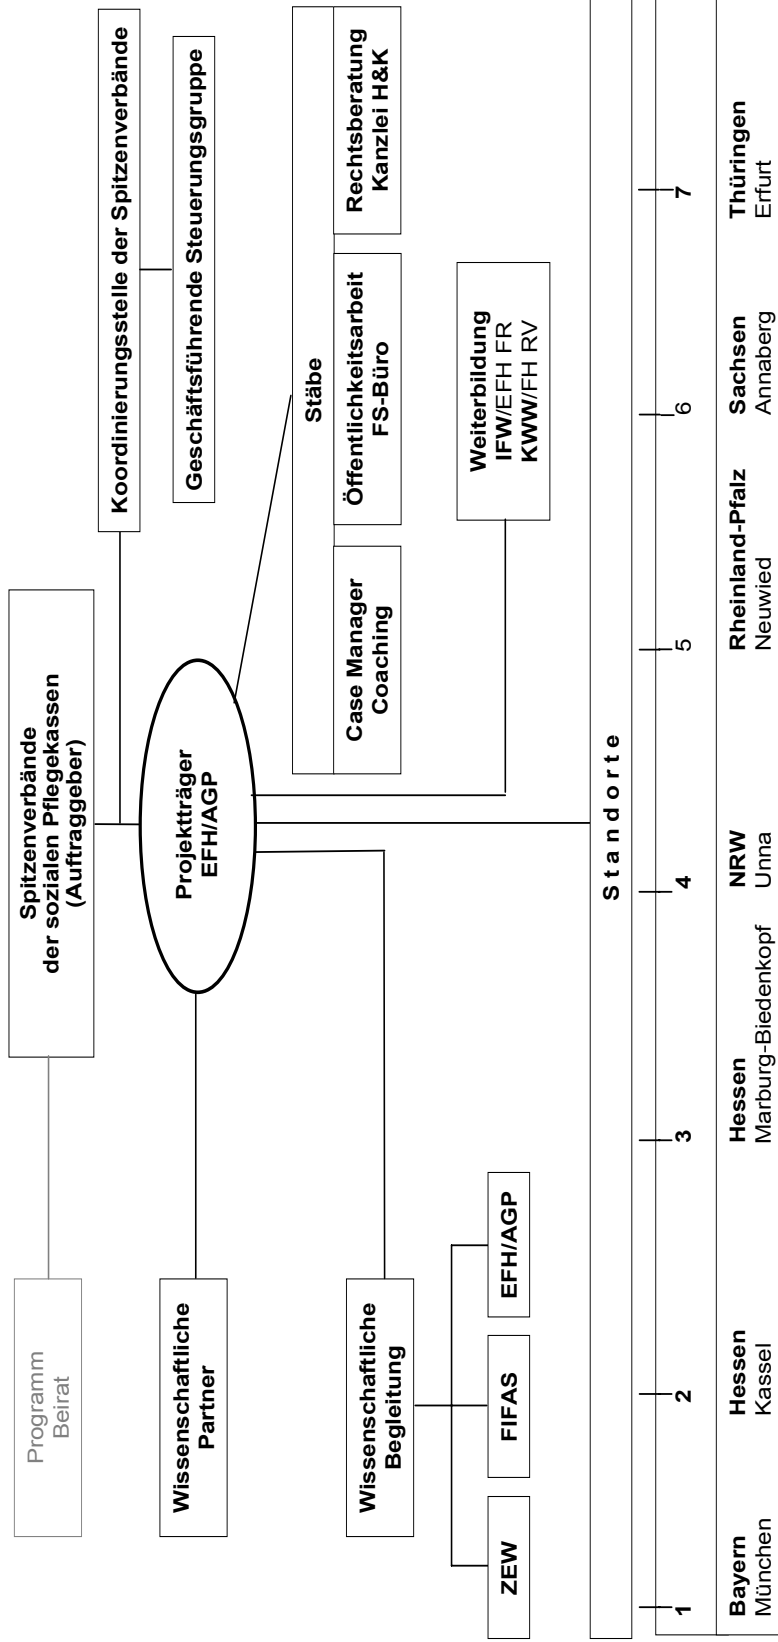 Spitzenverbände
der sozialen Pflegekassen
(Auftraggeber)
Programm
Beirat
Koordinierungsstelle der Spitzenverbände
Geschäftsführende Steuerungsgruppe
Projektträger
EFH/AGP
Wissenschaftliche
Partner
Stäbe
Case Manager
Coaching
Öffentlichkeitsarbeit
FS-Büro
Rechtsberatung
Kanzlei H&K
Wissenschaftliche
Begleitung
Weiterbildung
IFW/EFH FR
KWW/FH RV
ZEW
FIFAS
EFH/AGP
Standorte
1
2
3
4
5
6
7
Bayern
München
Hessen
Kassel
Hessen
Marburg-Biedenkopf
NRW
Unna
Rheinland-Pfalz
Neuwied
Sachsen
Annaberg
Thüringen
Erfurt